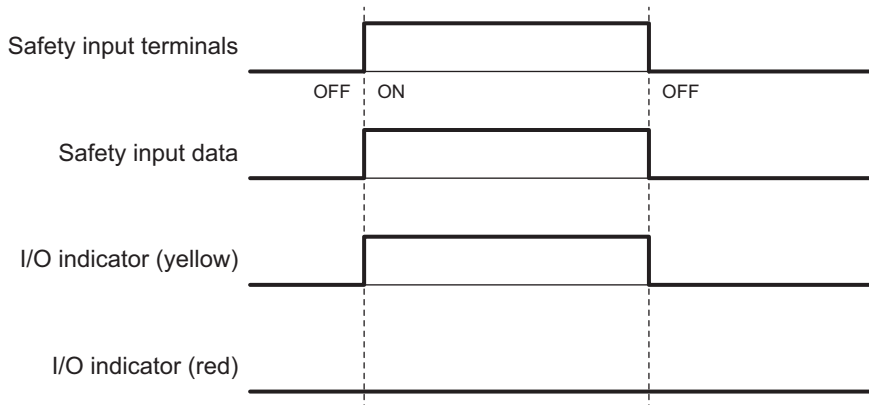 Safety input terminals
OFF ON OFF
Safety input data
I/O indicator (yellow)
I/O indicator (red)